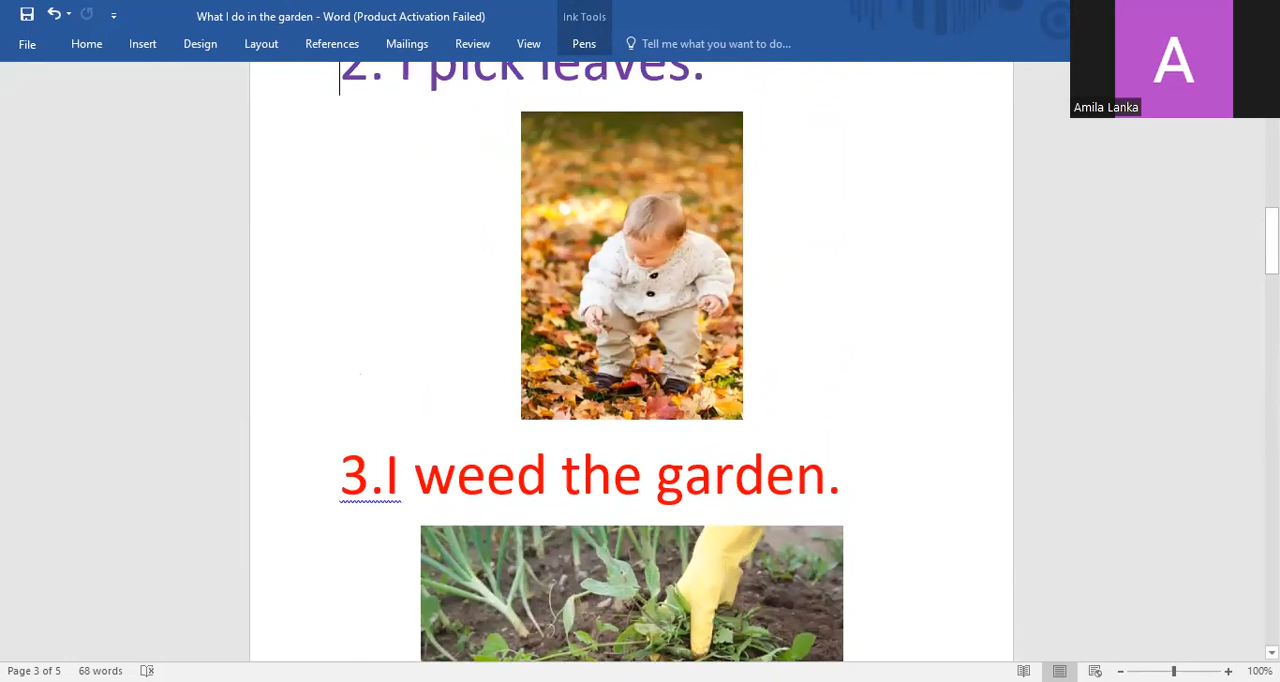 What I do in the garden - Word (Product Activation Failed)
Ink Tools
File Home Insert Design Layout References Mailings Review View Pens Tell me what you want to do...
A
Amila Lanka
2. I pick leaves.
3.I weed the garden.
Page 3 of 5 68 words 100%